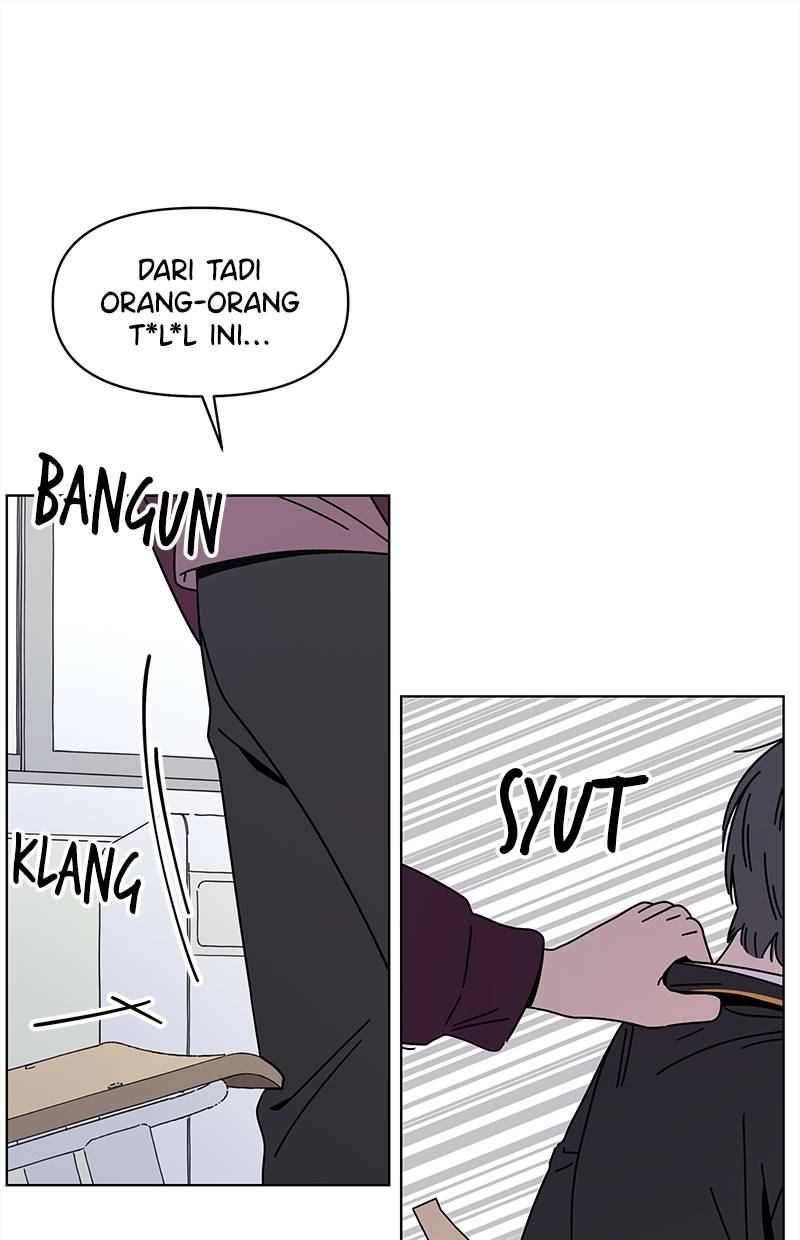 DARI TADI
ORANG-ORANG
T*L*L INI...
BANGUN
KLANG
SYUT